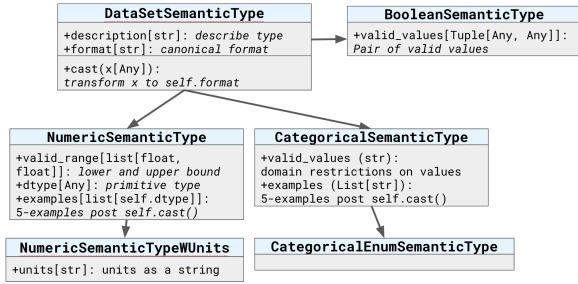 DataSetSemanticType
+description[str]: describe type
+format[str]: canonical format
+cast(x[Any]):
transform x to self.format
BooleanSemanticType
+valid_values[Tuple[Any, Any]]:
Pair of valid values
NumericSemanticType
+valid_range[list[float,
float]]: lower and upper bound
+dtype[Any]: primitive type
+examples[list[self.dtype]]:
5-examples post self.cast()
CategoricalSemanticType
+valid_values (str):
domain restrictions on values
+examples (List[str]):
5-examples post self.cast()
NumericSemanticTypeWUnits
+units[str]: units as a string
CategoricalEnumSemanticType